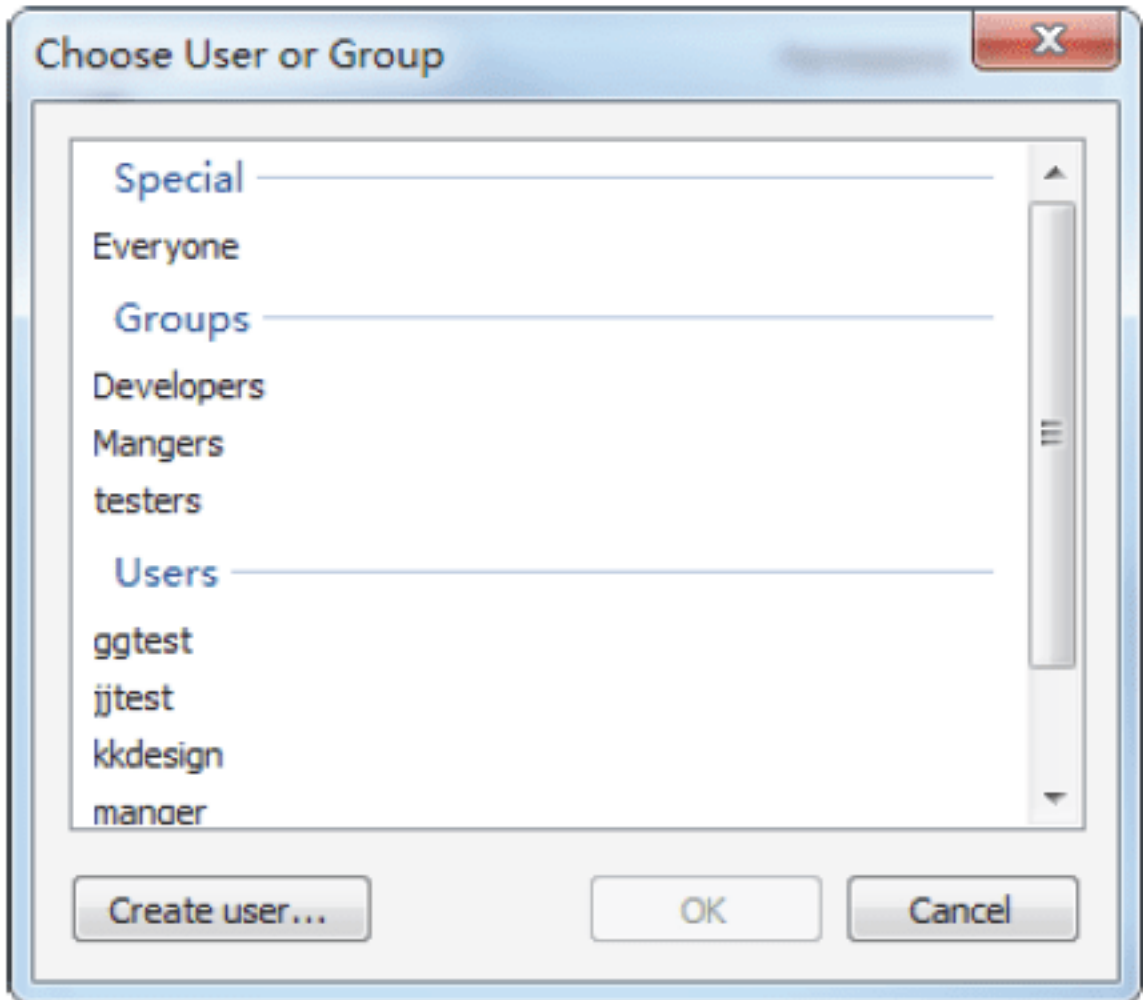 Choose User or Group
Special
Everyone
Groups
Developers
Mangers
testers
Users
ggtest
jjtest
kkdesign
manger
Create user...
OK
Cancel